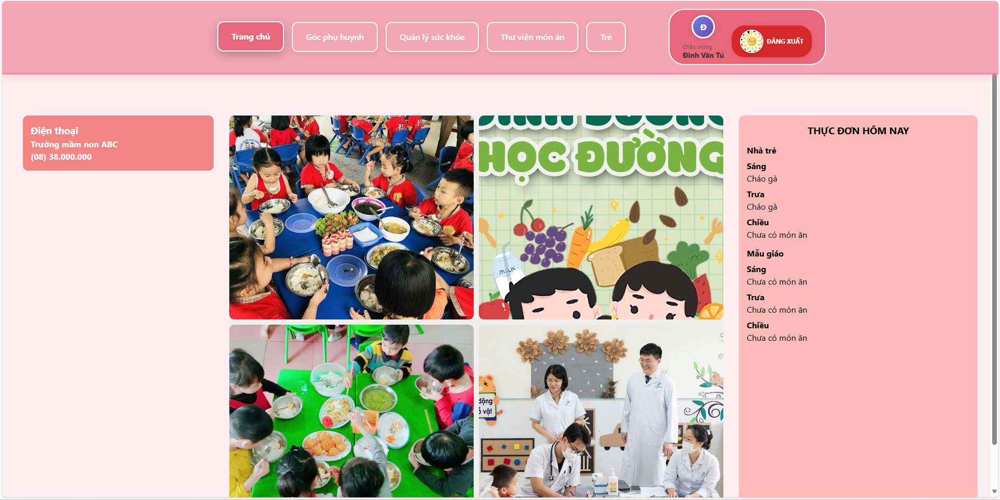 Trang chủ
Góc phụ huynh
Quản lý sức khỏe
Thư viện món ăn
Trẻ
Đ
Chào mừng
Đinh Văn Tú
ĐĂNG XUẤT
Điện thoại
Trường mầm non ABC
(08) 38.000.000
DINH DƯỠNG
HỌC ĐƯỜNG
MILK
động
vật
THỰC ĐƠN HÔM NAY
Nhà trẻ
Sáng
Cháo gà
Trưa
Cháo gà
Chiều
Chưa có món ăn
Mẫu giáo
Sáng
Chưa có món ăn
Trưa
Chưa có món ăn
Chiều
Chưa có món ăn